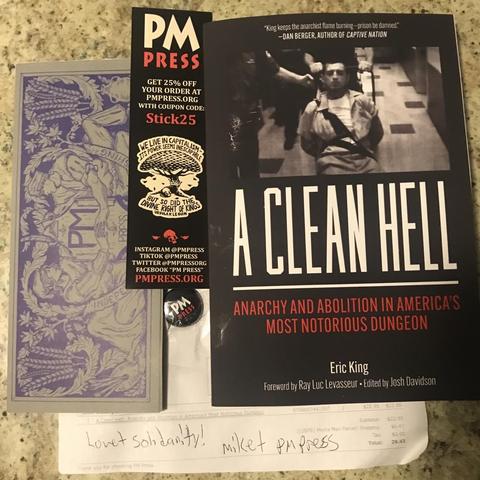 PM
PRESS
GET 25% OFF
YOUR ORDER AT
PMPRESS.ORG
WITH COUPON CODE:
Stick25
WE LIVE IN CAPITALISM.
ITS POWER SEEMS INESCAPABLE.
BUT SO DID THE
DIVINE RIGHT OF KINGS
URSULA K LE GUIN
INSTAGRAM @PMPRESS
TIKTOK @PMPRESS
TWITTER @PMPRESSORG
FACEBOOK "PM PRESS"
PMPRESS.ORG
PM
PM
PRESS
"King keeps the anarchist flame burning—prison be damned."
—DAN BERGER, AUTHOR OF CAPTIVE NATION
A CLEAN HELL
ANARCHY AND ABOLITION IN AMERICA'S
MOST NOTORIOUS DUNGEON
Eric King
Foreword by Ray Luc Levasseur • Edited by Josh Davidson
Subtotal:
Tax:
Total:
Love + solidarity! mike + pm press